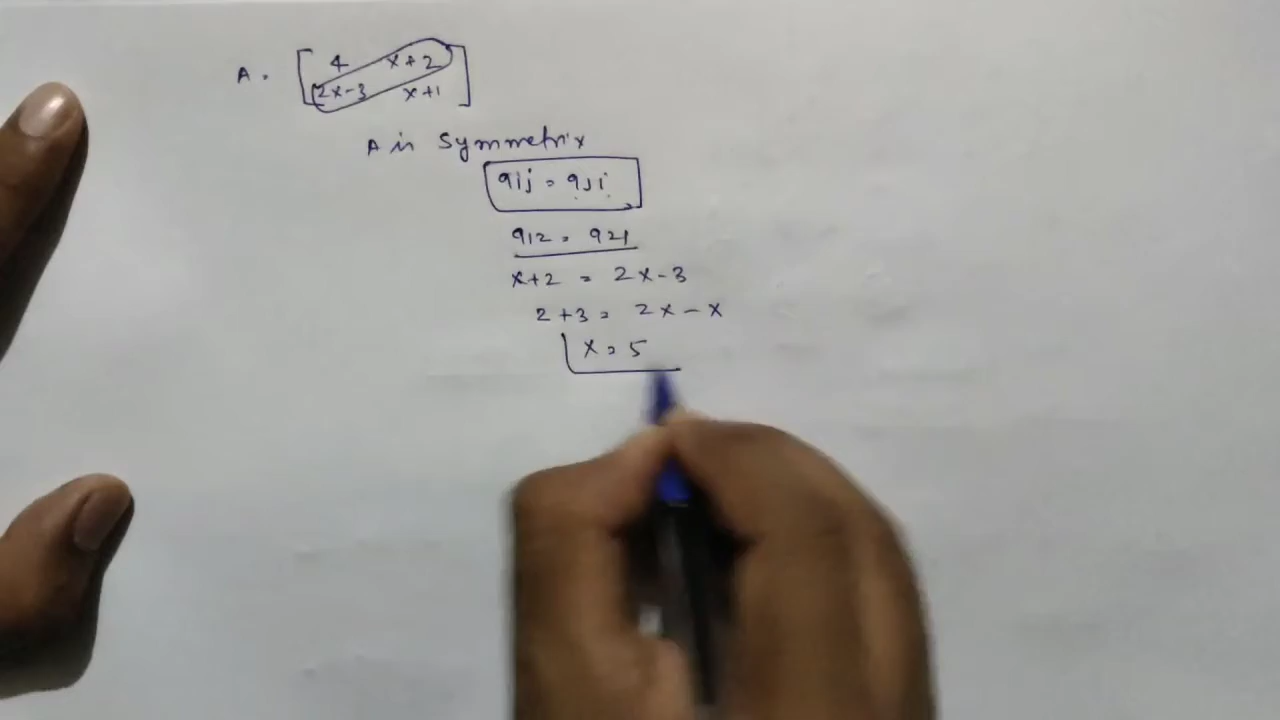 A = [ 4 x+2
2x-3 x+1 ]
A is Symmetrix
aij = aji
a12 = a21
x+2 = 2x-3
2+3 = 2x-x
x = 5